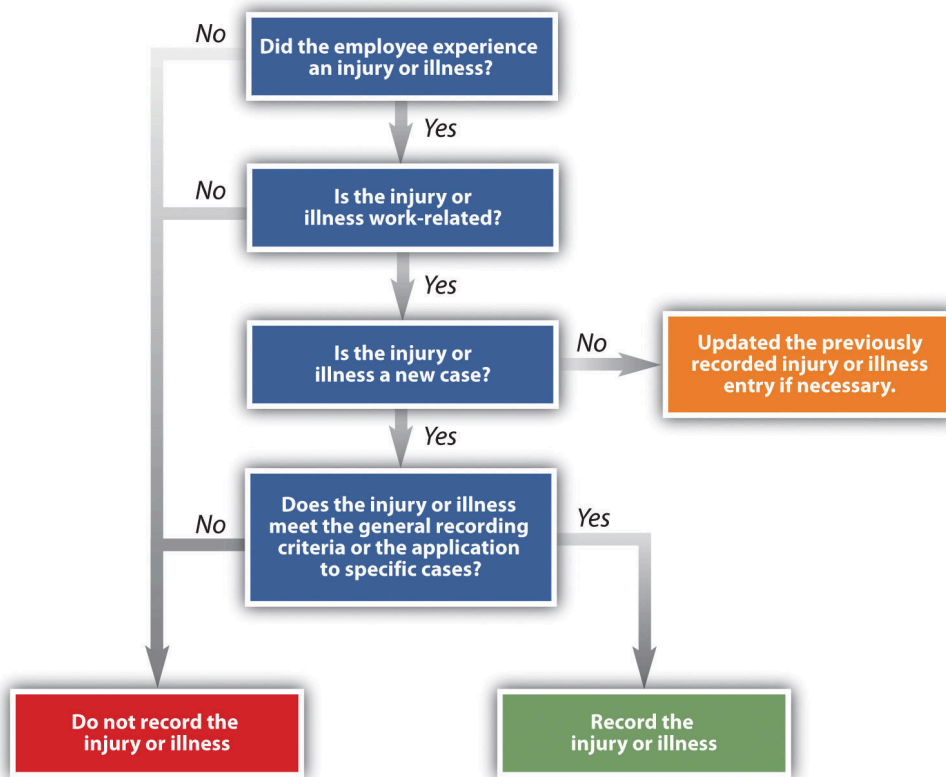 No
Did the employee experience
an injury or illness?
Yes
No
Is the injury or
illness work-related?
Yes
Is the injury or
illness a new case?
No
Updated the previously
recorded injury or illness
entry if necessary.
Yes
No
Does the injury or illness
meet the general recording
criteria or the application
to specific cases?
Yes
Do not record the
injury or illness
Record the
injury or illness